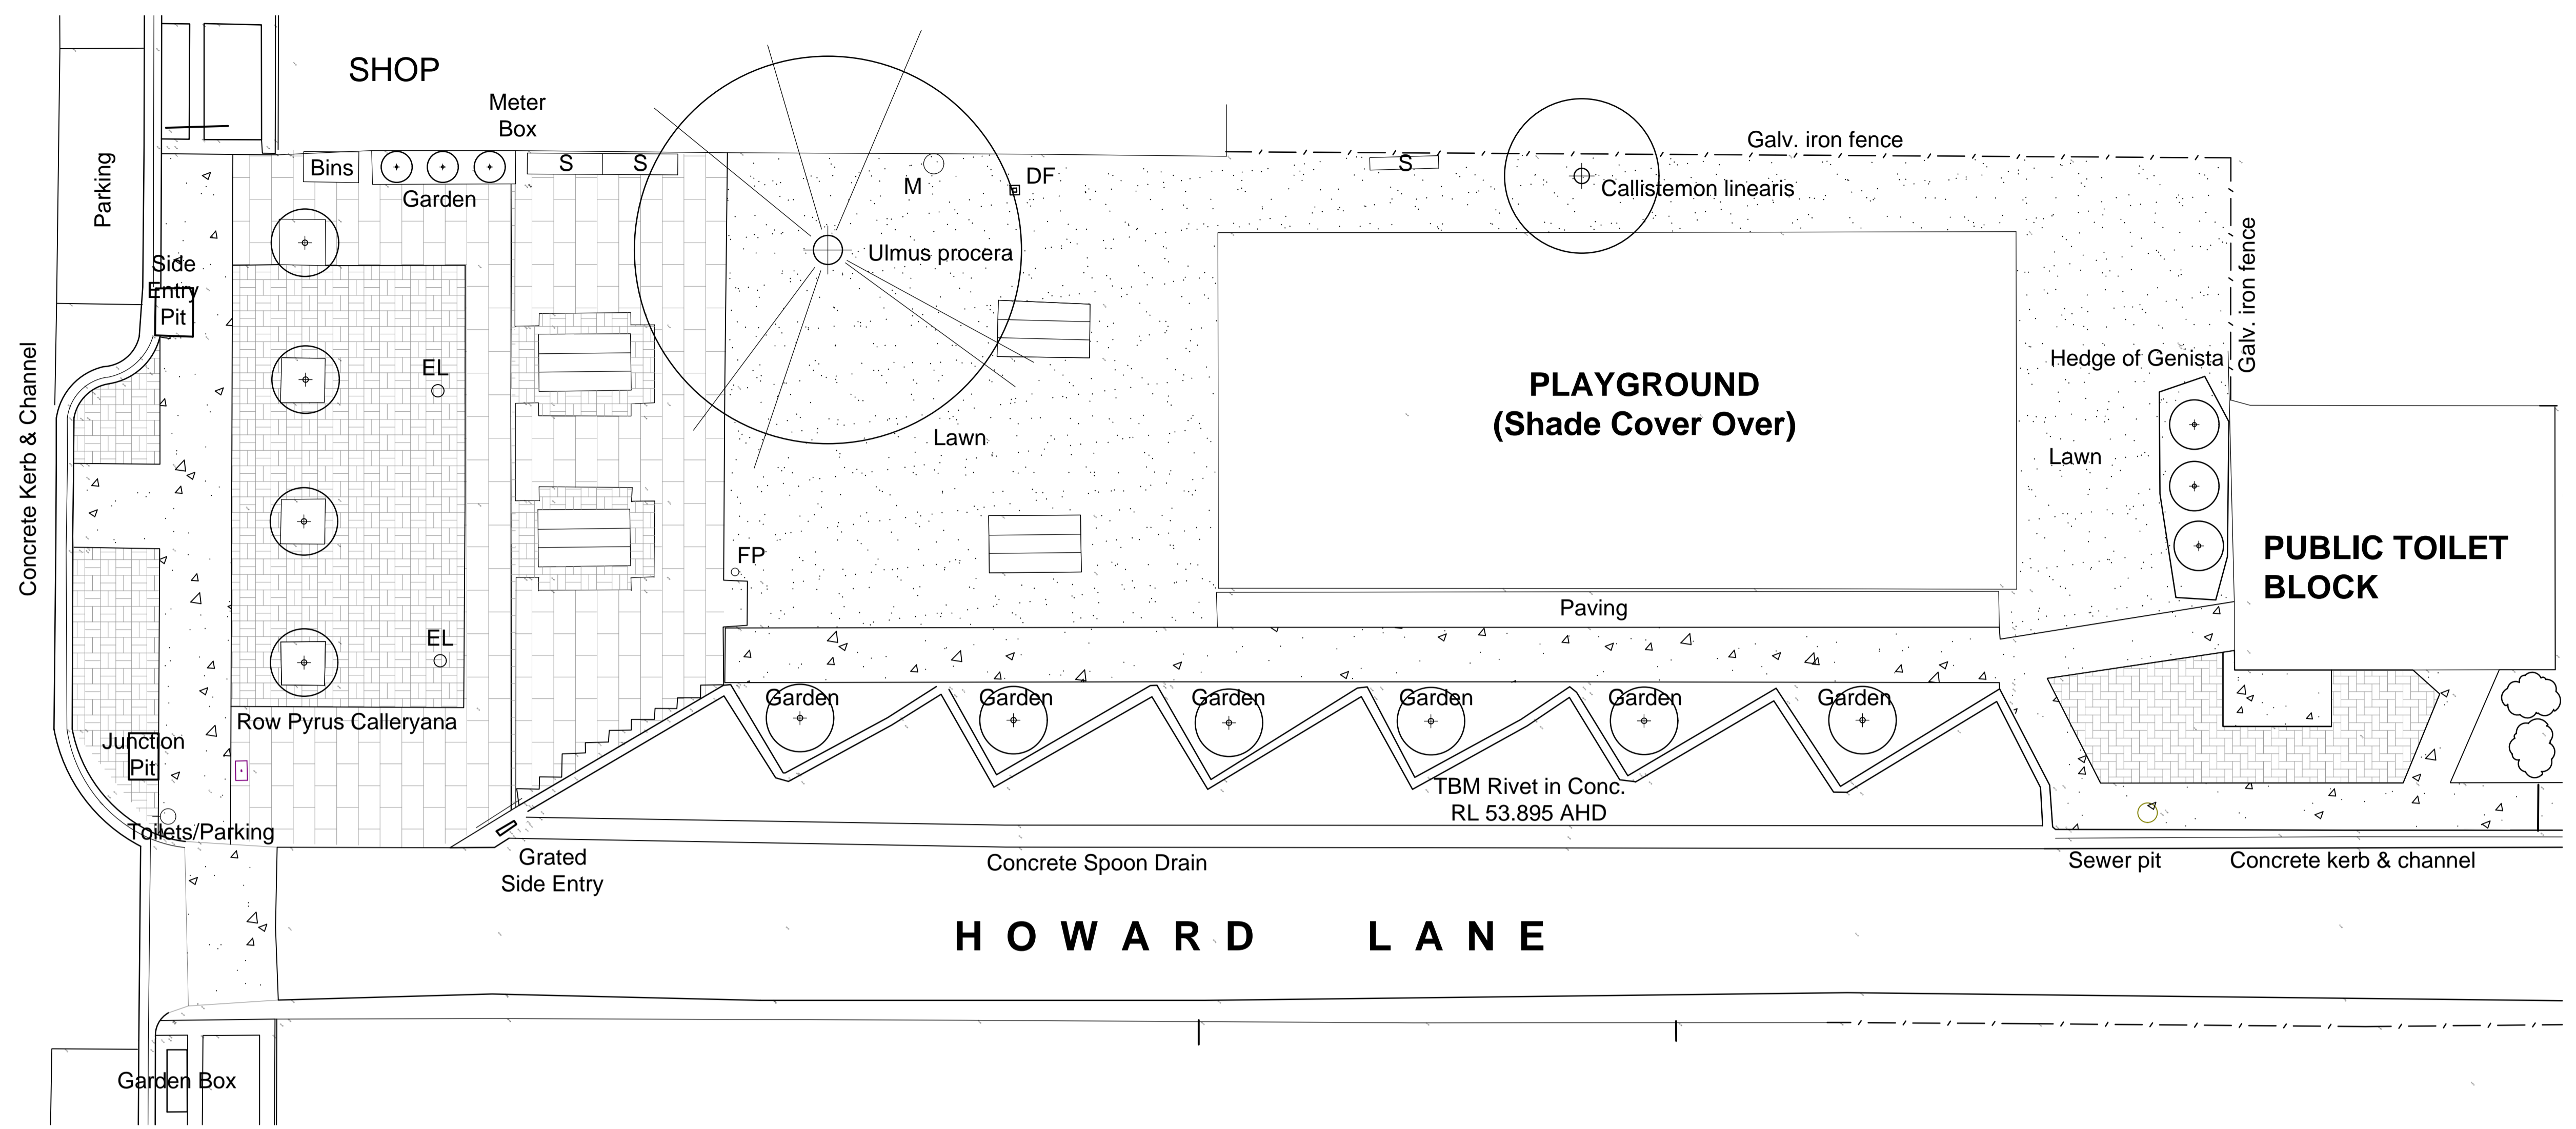 SHOP
Meter
Box
Parking
Bins
S
S
Garden
M
DF
S
Galv. iron fence
Callistemon linearis
Galv. iron fence
Side
Entry
Pit
Ulmus procera
Concrete Kerb & Channel
EL
Lawn
PLAYGROUND
(Shade Cover Over)
Hedge of Genista
Lawn
FP
PUBLIC TOILET
BLOCK
Paving
EL
Row Pyrus Calleryana
Junction
Pit
Garden
Garden
Garden
Garden
Garden
Garden
TBM Rivet in Conc.
RL 53.895 AHD
Toilets/Parking
Grated
Side Entry
Concrete Spoon Drain
Sewer pit
Concrete kerb & channel
HOWARD LANE
Garden Box